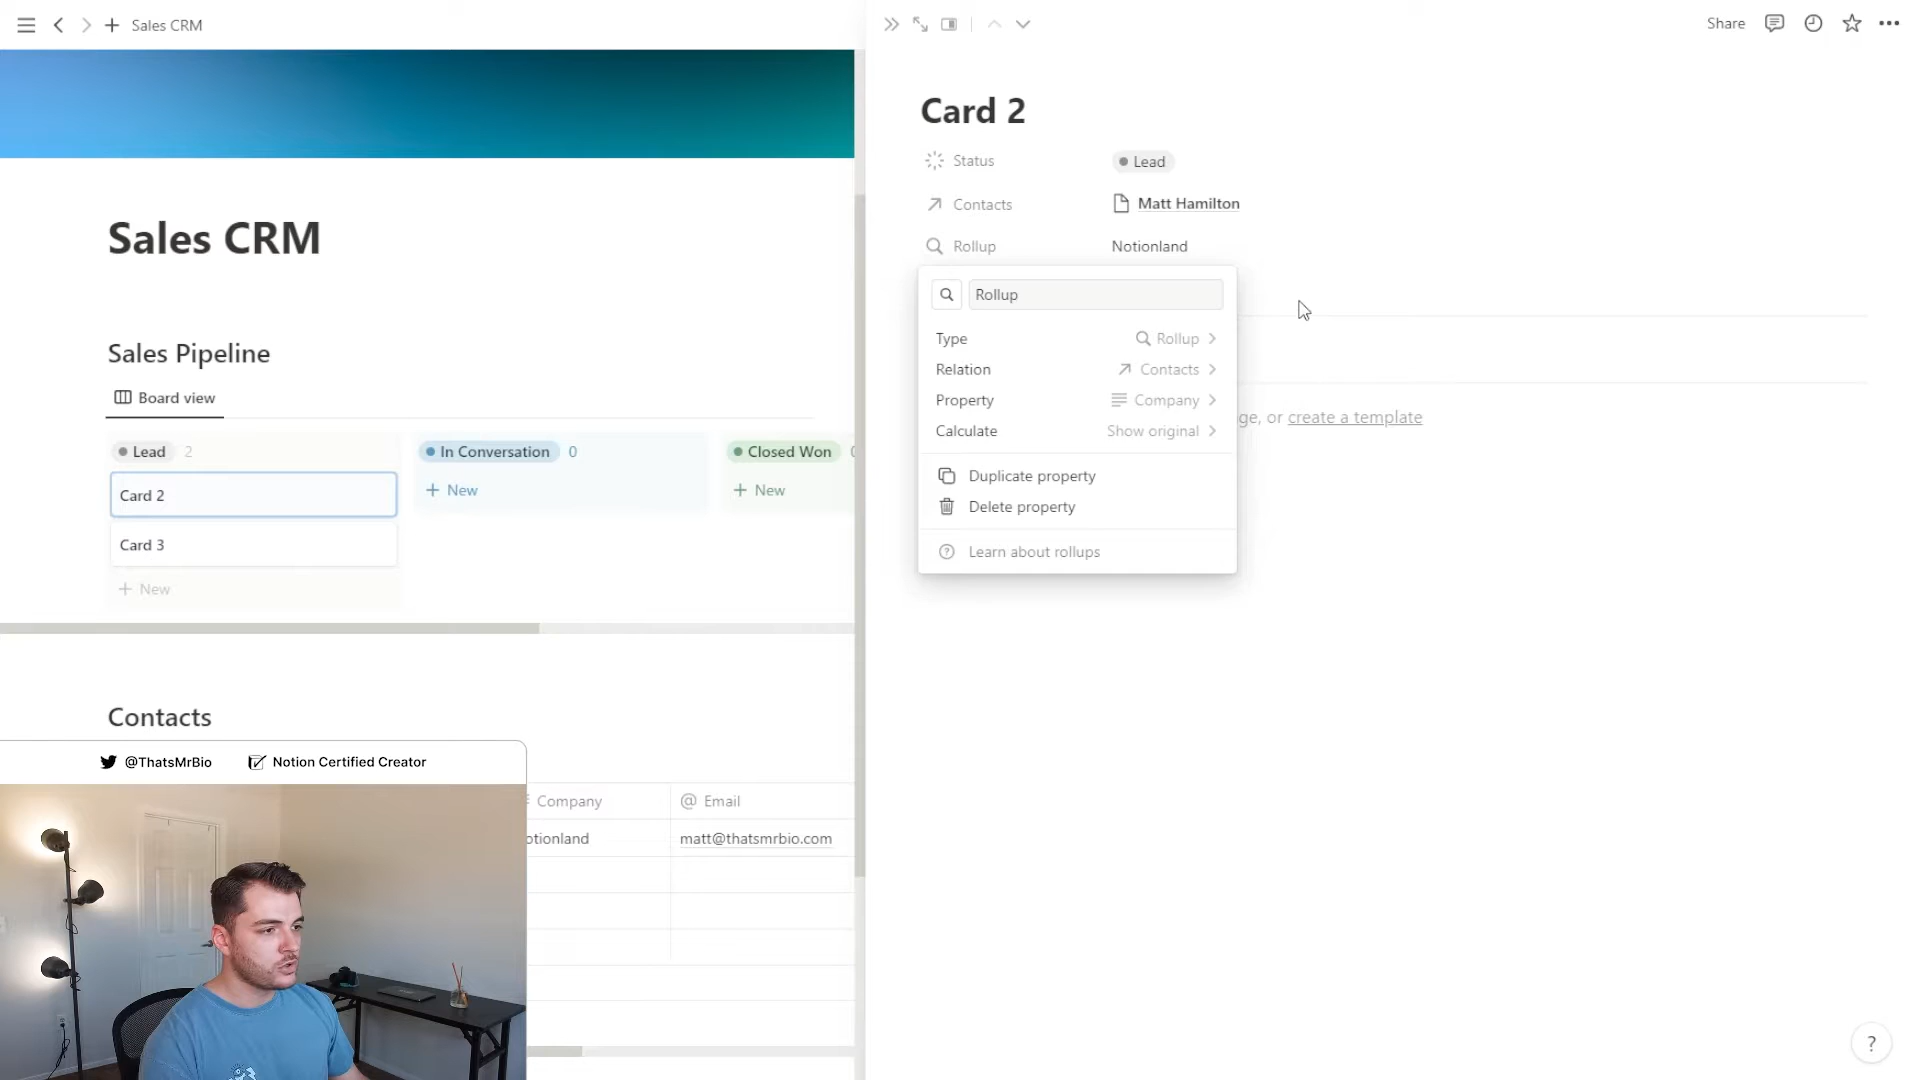 Sales CRM
Share
Sales CRM
Sales Pipeline
Board view
Lead 2
In Conversation 0
Closed Won
Card 2
+ New
+ New
Card 3
+ New
Contacts
@ThatsMrBio
Notion Certified Creator
Company
@ Email
otionland
matt@thatsmrbio.com
Card 2
Status
Lead
Contacts
Matt Hamilton
Rollup
Notionland
Rollup
Type
Rollup
Relation
Contacts
Property
Company
Calculate
Show original
ge, or create a template
Duplicate property
Delete property
Learn about rollups
?